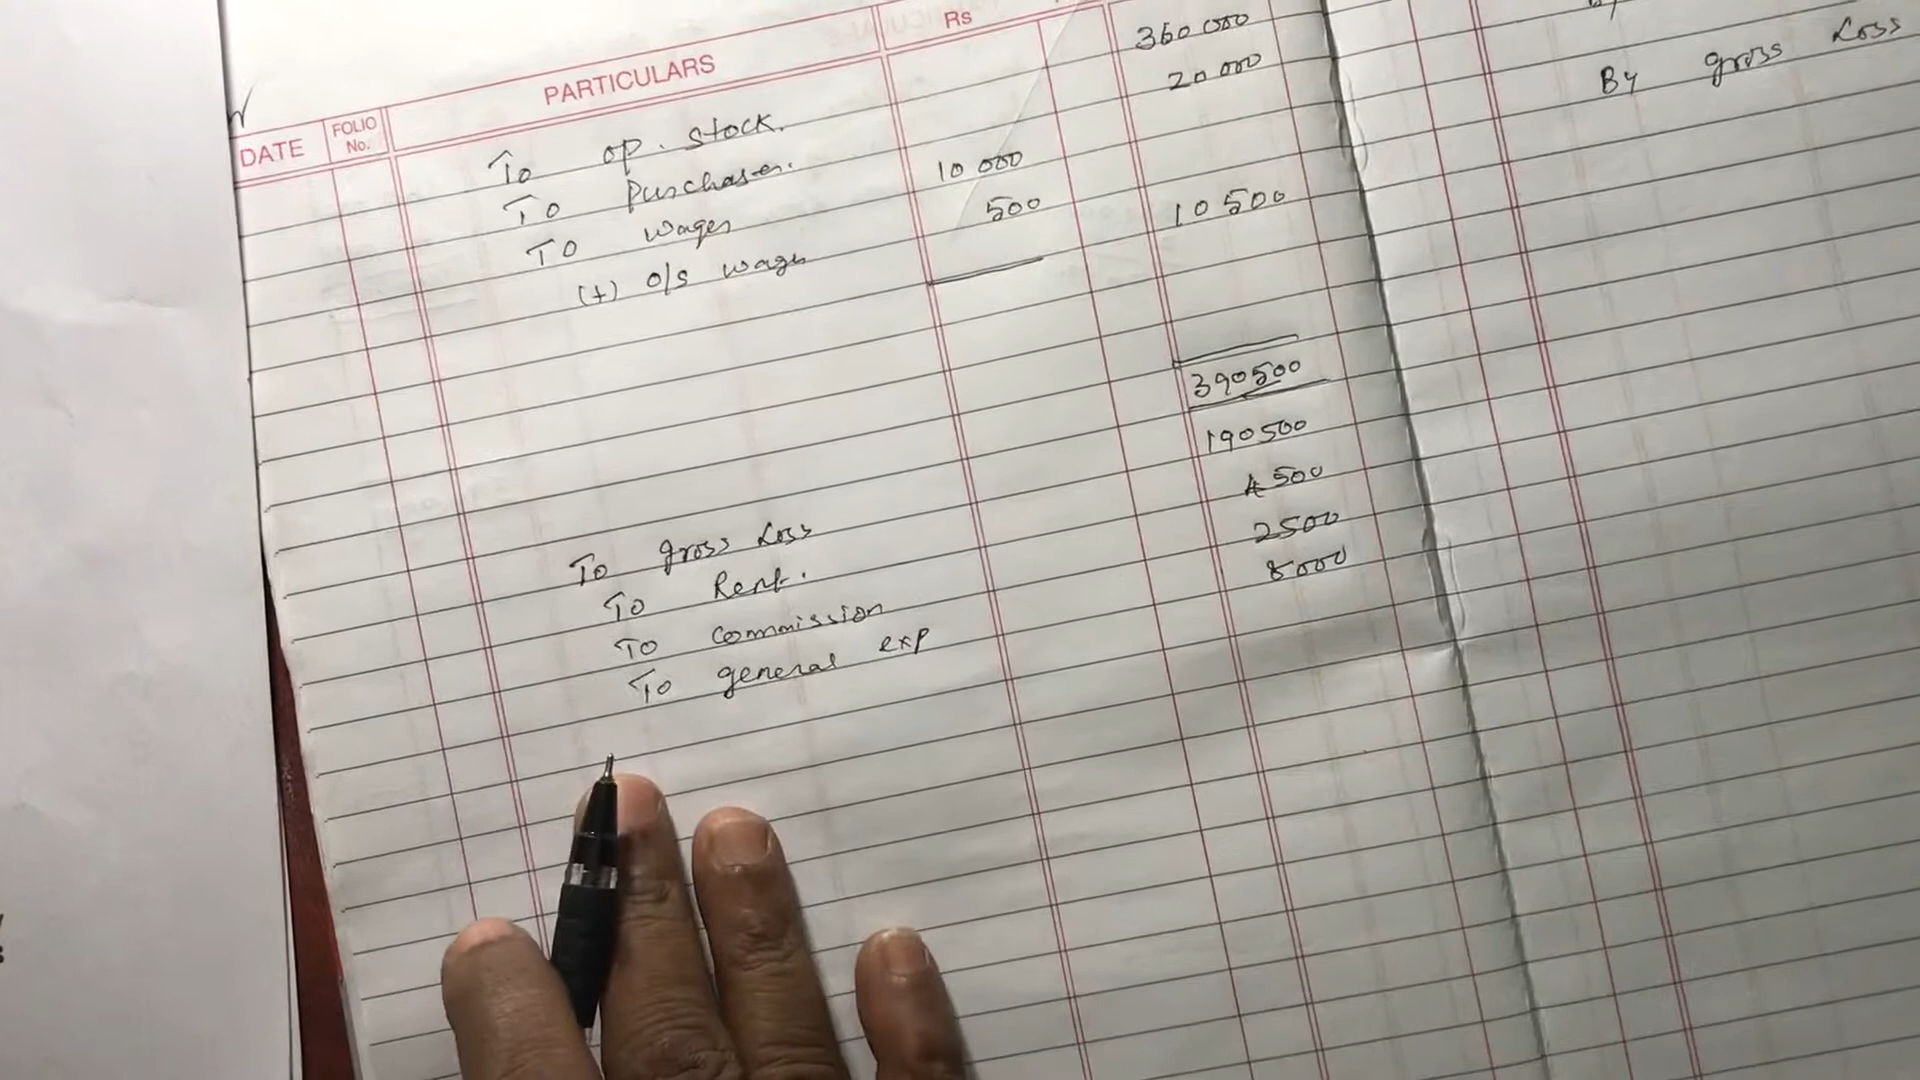 DATE FOLIO No. PARTICULARS Rs
To op. stock. 360000
To Purchases. 20000
To wages 10000
(+) o/s wages 500 10500
390500
To gross Loss 190500
To Rent. 4500
To commission 2500
To general exp 8000
By gross Loss